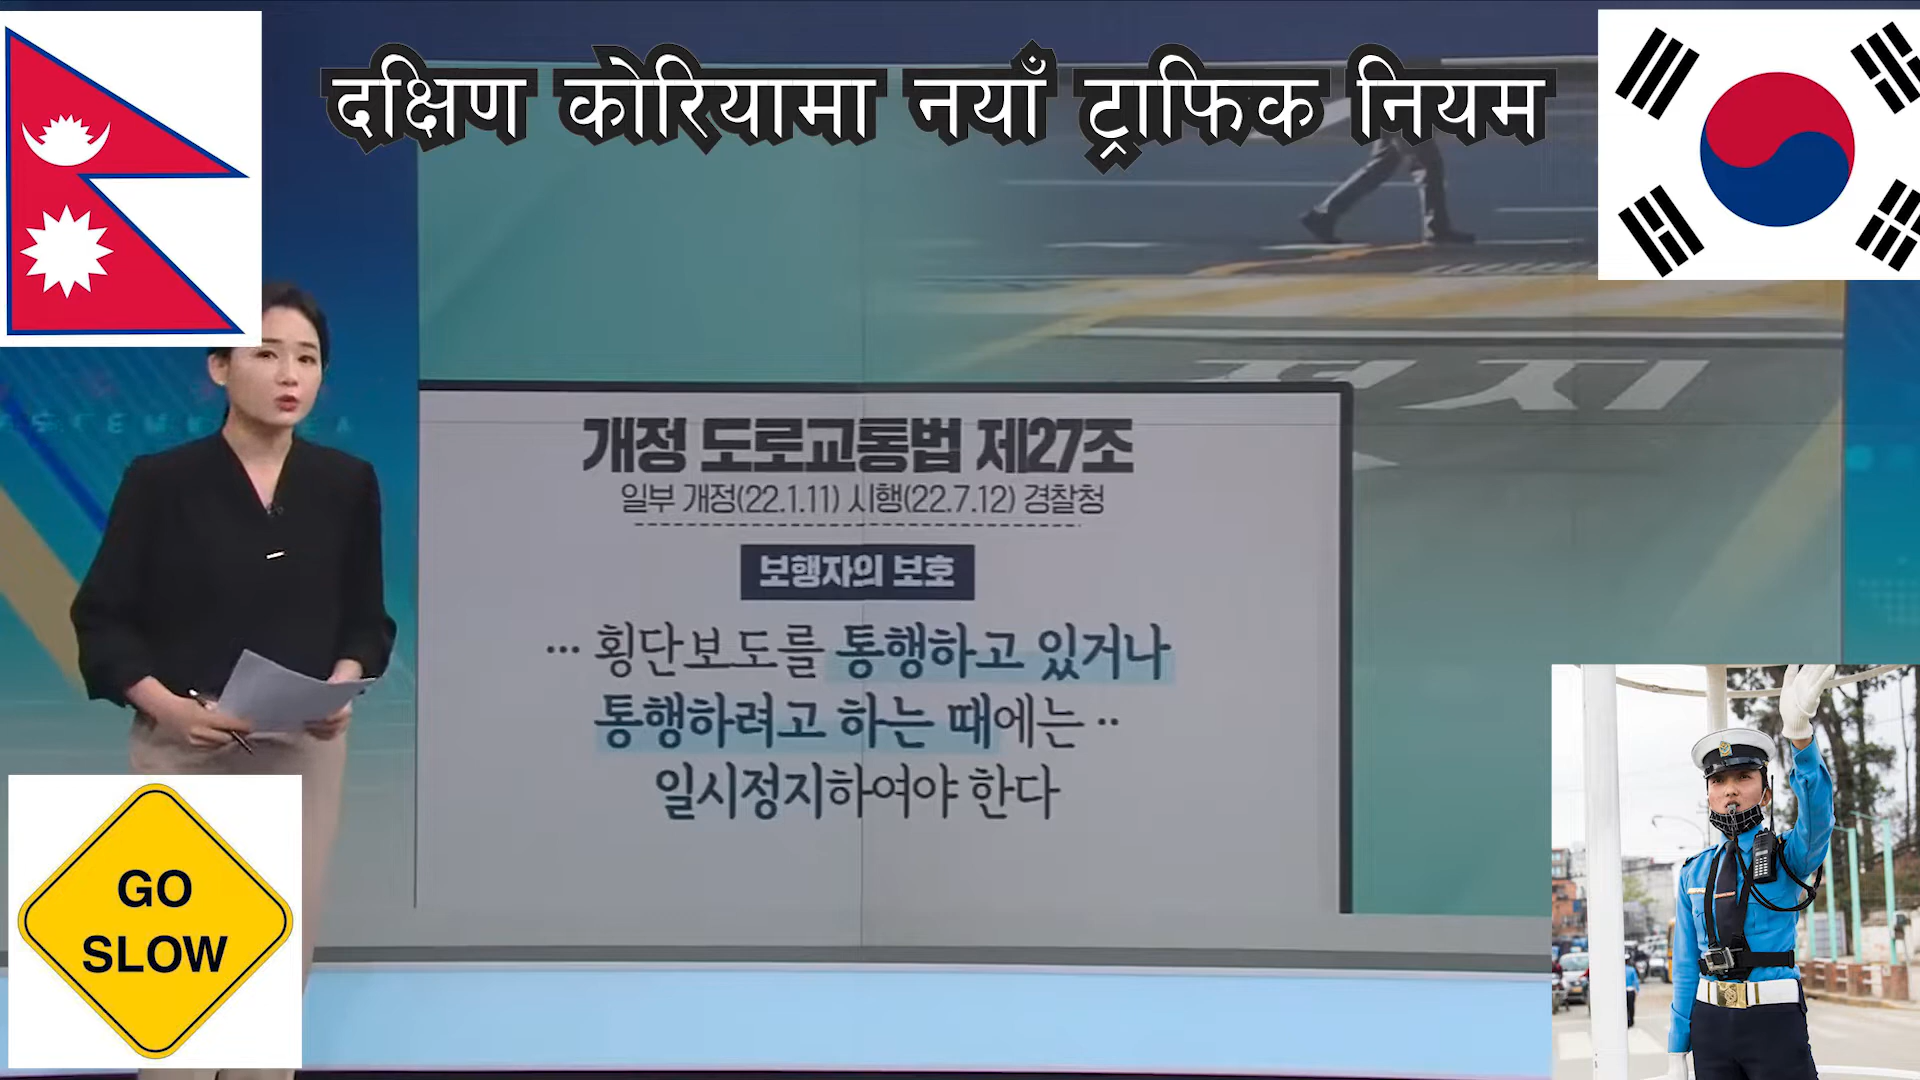 दक्षिण कोरियामा नयाँ ट्राफिक नियम
개정 도로교통법 제27조
일부 개정(22.1.11) 시행(22.7.12) 경찰청
보행자의 보호
··· 횡단보도를 통행하고 있거나
통행하려고 하는 때에는 ··
일시정지하여야 한다
GO
SLOW